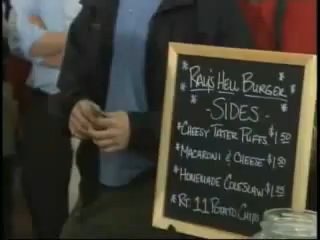 * RAY'S HELL BURGER *
* - SIDES - *
* CHEESY TATER PUFFS $1.50
* MACARONI & CHEESE $1.50
* HOMEMADE COLESLAW $1
* RT. 11 POTATO CHIPS